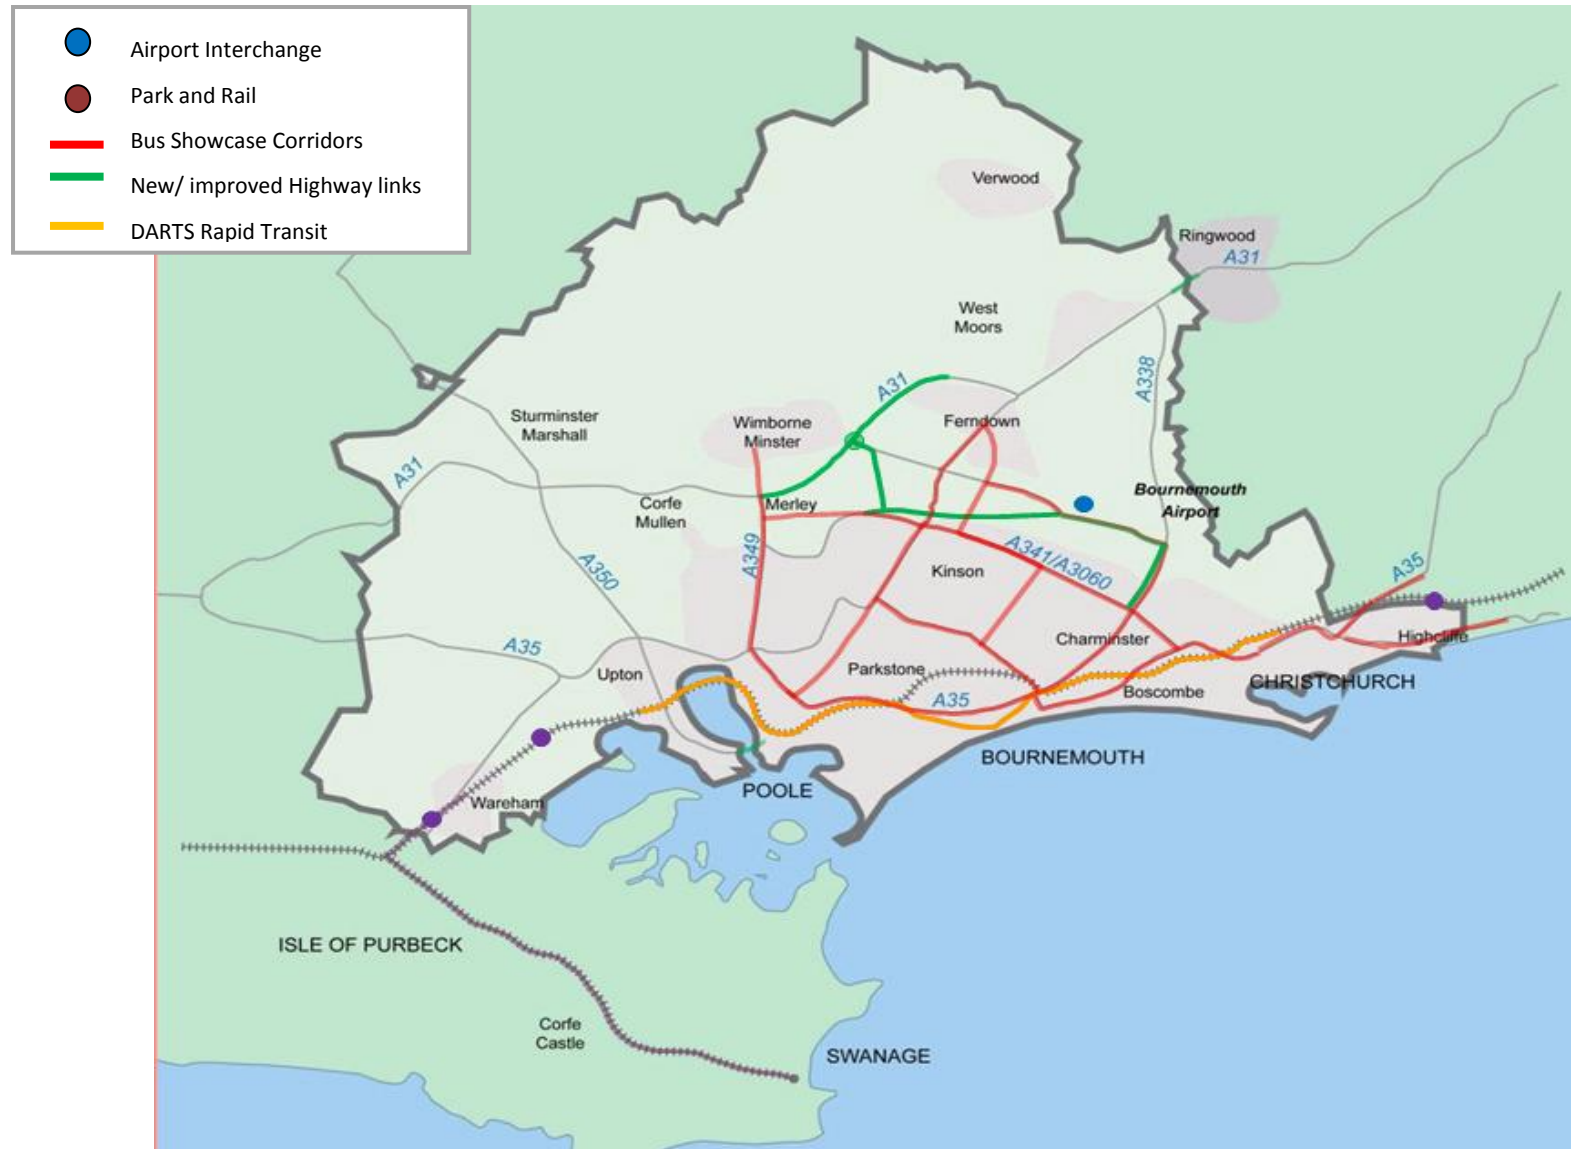 Airport Interchange
Park and Rail
Bus Showcase Corridors
New/ improved Highway links
DARTS Rapid Transit
Verwood
Ringwood
A31
West
Moors
A338
A31
Sturminster
Marshall
Wimborne
Minster
Ferndown
A31
Corfe
Mullen
Merley
Bournemouth
Airport
A349
A350
Kinson
A341/A3060
A35
A35
Upton
Parkstone
Charminster
Highcliffe
A35
Boscombe
CHRISTCHURCH
BOURNEMOUTH
POOLE
Wareham
ISLE OF PURBECK
Corfe
Castle
SWANAGE